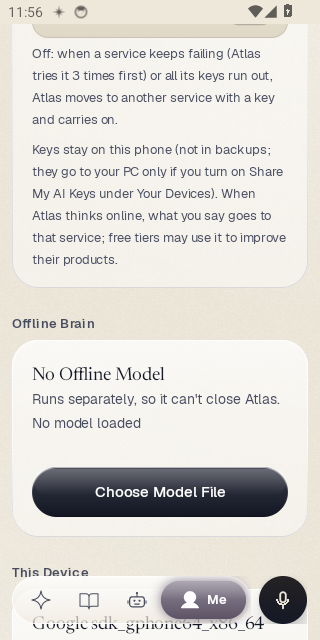 11:56
Off: when a service keeps failing (Atlas
tries it 3 times first) or all its keys run out,
Atlas moves to another service with a key
and carries on.
Keys stay on this phone (not in backups;
they go to your PC only if you turn on Share
My AI Keys under Your Devices). When
Atlas thinks online, what you say goes to
that service; free tiers may use it to improve
their products.
Offline Brain
No Offline Model
Runs separately, so it can't close Atlas.
No model loaded
Choose Model File
This Device
Me
Google sdk_gphone64_x86_64